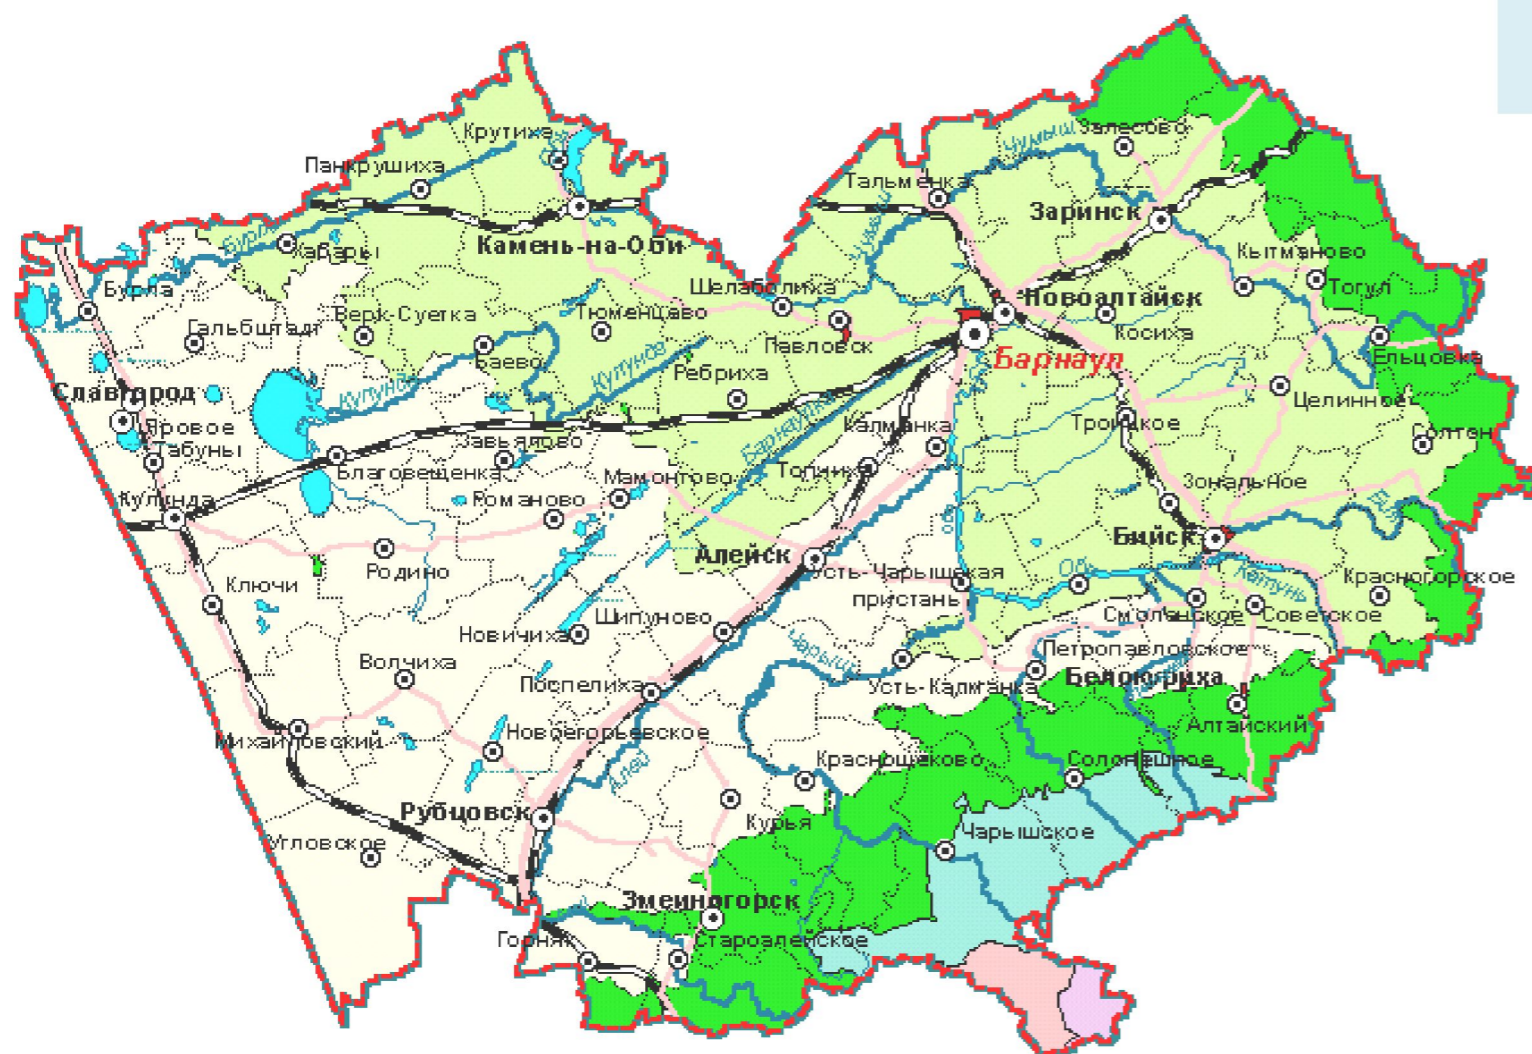 Крутиха
Панкрушиха
Чумыш
Залесово
Тальменка
Заринск
Камень-на-Оби
Хабары
Кытманово
Бурла
Шелаболиха
Новоалтайск
Тогул
Гальбштадт
Верх-Суетка
Тюменцево
Косиха
Павловск
Баево
Кулунда
Барнаул
Ельцовка
Славгород
Кулунда
Ребриха
Целинное
Яровое
Барнаулка
Калманка
Троицкое
Солтон
Табуны
Завьялово
Благовещенка
Мамонтово
Топчиха
Кулунда
Романово
Зональное
Алейск
Бийск
Родино
Усть-Чарышская
пристань
Обь
Катунь
Красногорское
Ключи
Смоленское
Советское
Новичиха
Шипуново
Чарыш
Петропавловское
Волчиха
Поспелиха
Усть-Калманка
Белокуриха
Алтайский
Михайловский
Новоегорьевское
Алей
Краснощеково
Солонешное
Рубцовск
Курья
Чарышское
Угловское
Змеиногорск
Горняк
Староалейское